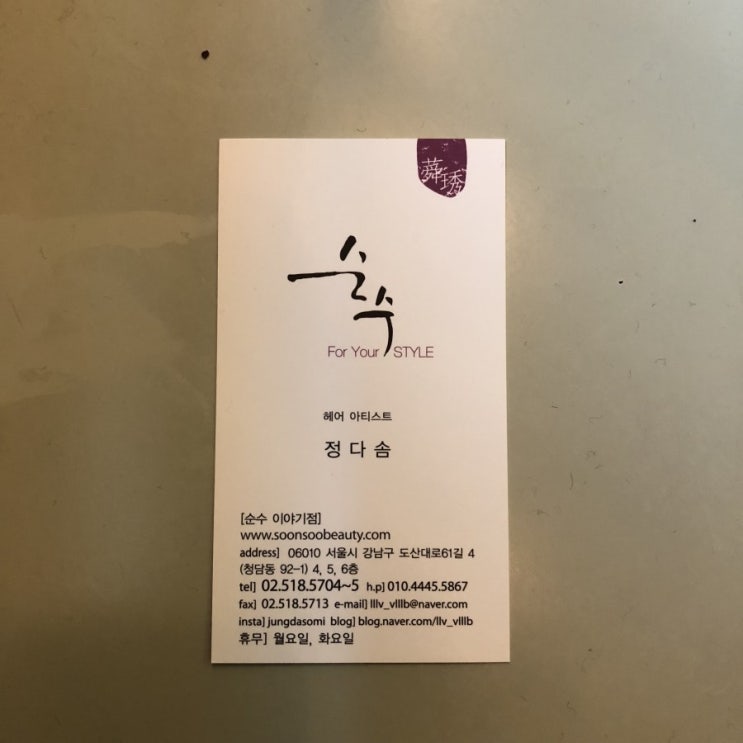 蕣琇
순수
For Your STYLE
헤어 아티스트
정다솜
[순수 이야기점]
www.soonsoobeauty.com
address] 06010 서울시 강남구 도산대로61길 4
(청담동 92-1) 4, 5, 6층
tel] 02.518.5704~5 h.p] 010.4445.5867
fax] 02.518.5713 e-mail] lllv_vlllb@naver.com
insta] jungdasomi blog] blog.naver.com/llv_vlllb
휴무] 월요일, 화요일